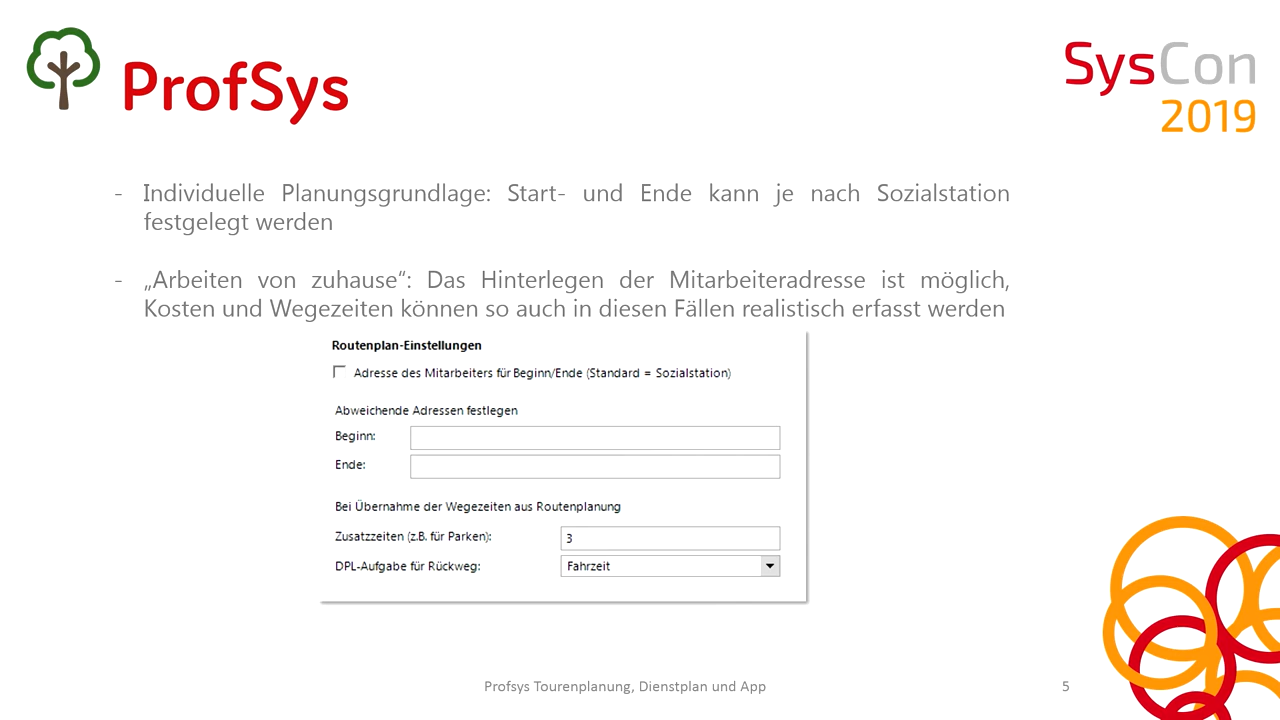 ProfSys
SysCon
2019
- Individuelle Planungsgrundlage: Start- und Ende kann je nach Sozialstation
festgelegt werden
- „Arbeiten von zuhause“: Das Hinterlegen der Mitarbeiteradresse ist möglich,
Kosten und Wegezeiten können so auch in diesen Fällen realistisch erfasst werden
Routenplan-Einstellungen
Adresse des Mitarbeiters für Beginn/Ende (Standard = Sozialstation)
Abweichende Adressen festlegen
Beginn:
Ende:
Bei Übernahme der Wegezeiten aus Routenplanung
Zusatzzeiten (z.B. für Parken): 3
DPL-Aufgabe für Rückweg: Fahrzeit
Profsys Tourenplanung, Dienstplan und App 5